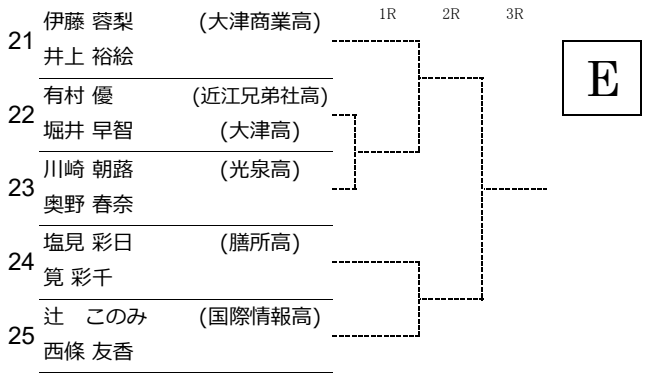 1R 2R 3R
E
21 伊藤 蓉梨 (大津商業高)
井上 裕絵
22 有村 優 (近江兄弟社高)
堀井 早智 (大津高)
23 川崎 朝蕗 (光泉高)
奥野 春奈
24 塩見 彩日 (膳所高)
筧 彩千
25 辻　このみ (国際情報高)
西條 友香